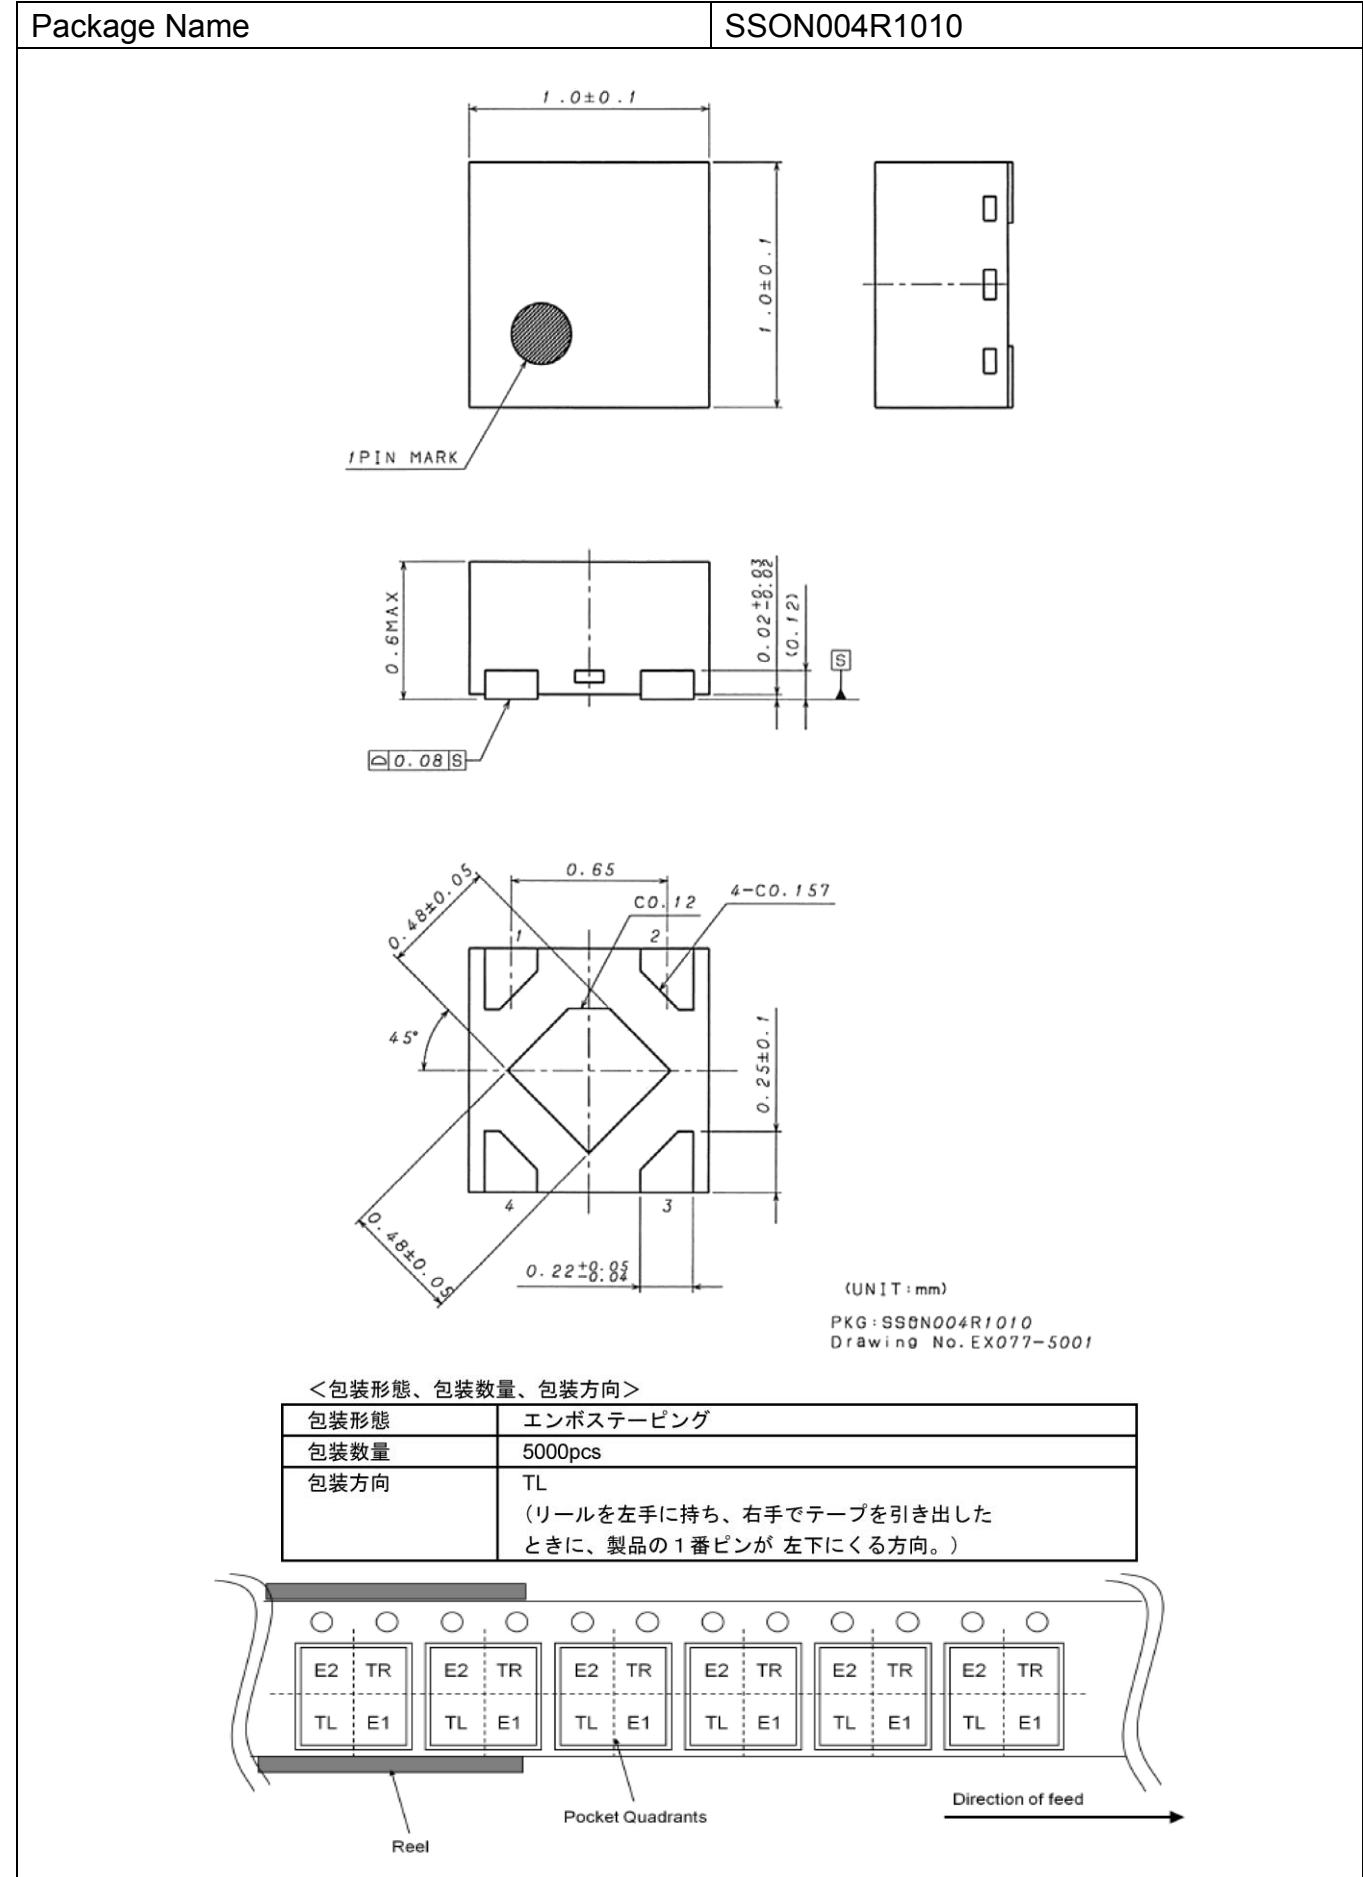 Package Name SSON004R1010
1.0±0.1
1.0±0.1
1PIN MARK
0.6MAX
0.02 +0.03 -0.02
(0.12)
S
⌓ 0.08 S
0.48±0.05
0.65
C0.12
4-C0.157
1 2
45°
0.25±0.1
4 3
0.48±0.05
0.22 +0.05 -0.04
(UNIT:mm)
PKG:SSON004R1010
Drawing No.EX077-5001
＜包装形態、包装数量、包装方向＞
包装形態 エンボステーピング
包装数量 5000pcs
包装方向 TL
（リールを左手に持ち、右手でテープを引き出した
ときに、製品の１番ピンが 左下にくる方向。）
E2 TR E2 TR E2 TR E2 TR E2 TR E2 TR
TL E1 TL E1 TL E1 TL E1 TL E1 TL E1
Direction of feed
Pocket Quadrants
Reel